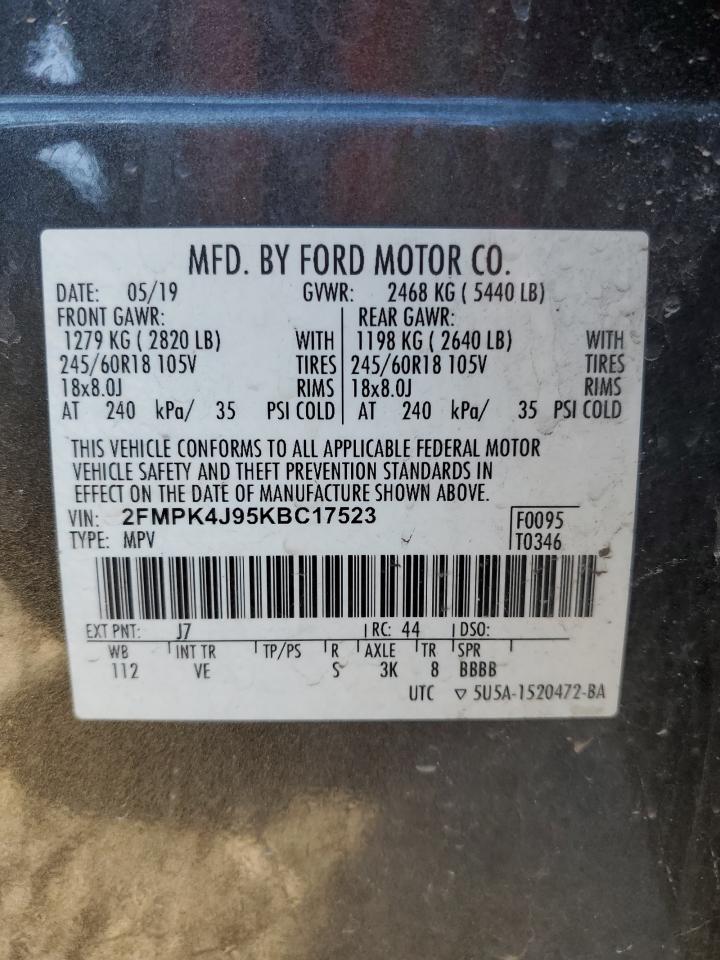 MFD. BY FORD MOTOR CO.
DATE: 05/19 GVWR: 2468 KG ( 5440 LB)
FRONT GAWR: REAR GAWR:
1279 KG ( 2820 LB) WITH 1198 KG ( 2640 LB) WITH
245/60R18 105V TIRES 245/60R18 105V TIRES
18x8.0J RIMS 18x8.0J RIMS
AT 240 kPa/ 35 PSI COLD AT 240 kPa/ 35 PSI COLD
THIS VEHICLE CONFORMS TO ALL APPLICABLE FEDERAL MOTOR
VEHICLE SAFETY AND THEFT PREVENTION STANDARDS IN
EFFECT ON THE DATE OF MANUFACTURE SHOWN ABOVE.
VIN: 2FMPK4J95KBC17523 F0095
TYPE: MPV T0346
EXT PNT: J7 RC: 44 DSO:
WB INT TR TP/PS R AXLE TR SPR
112 VE S 3K 8 BBBB
UTC ▽ 5U5A-1520472-BA